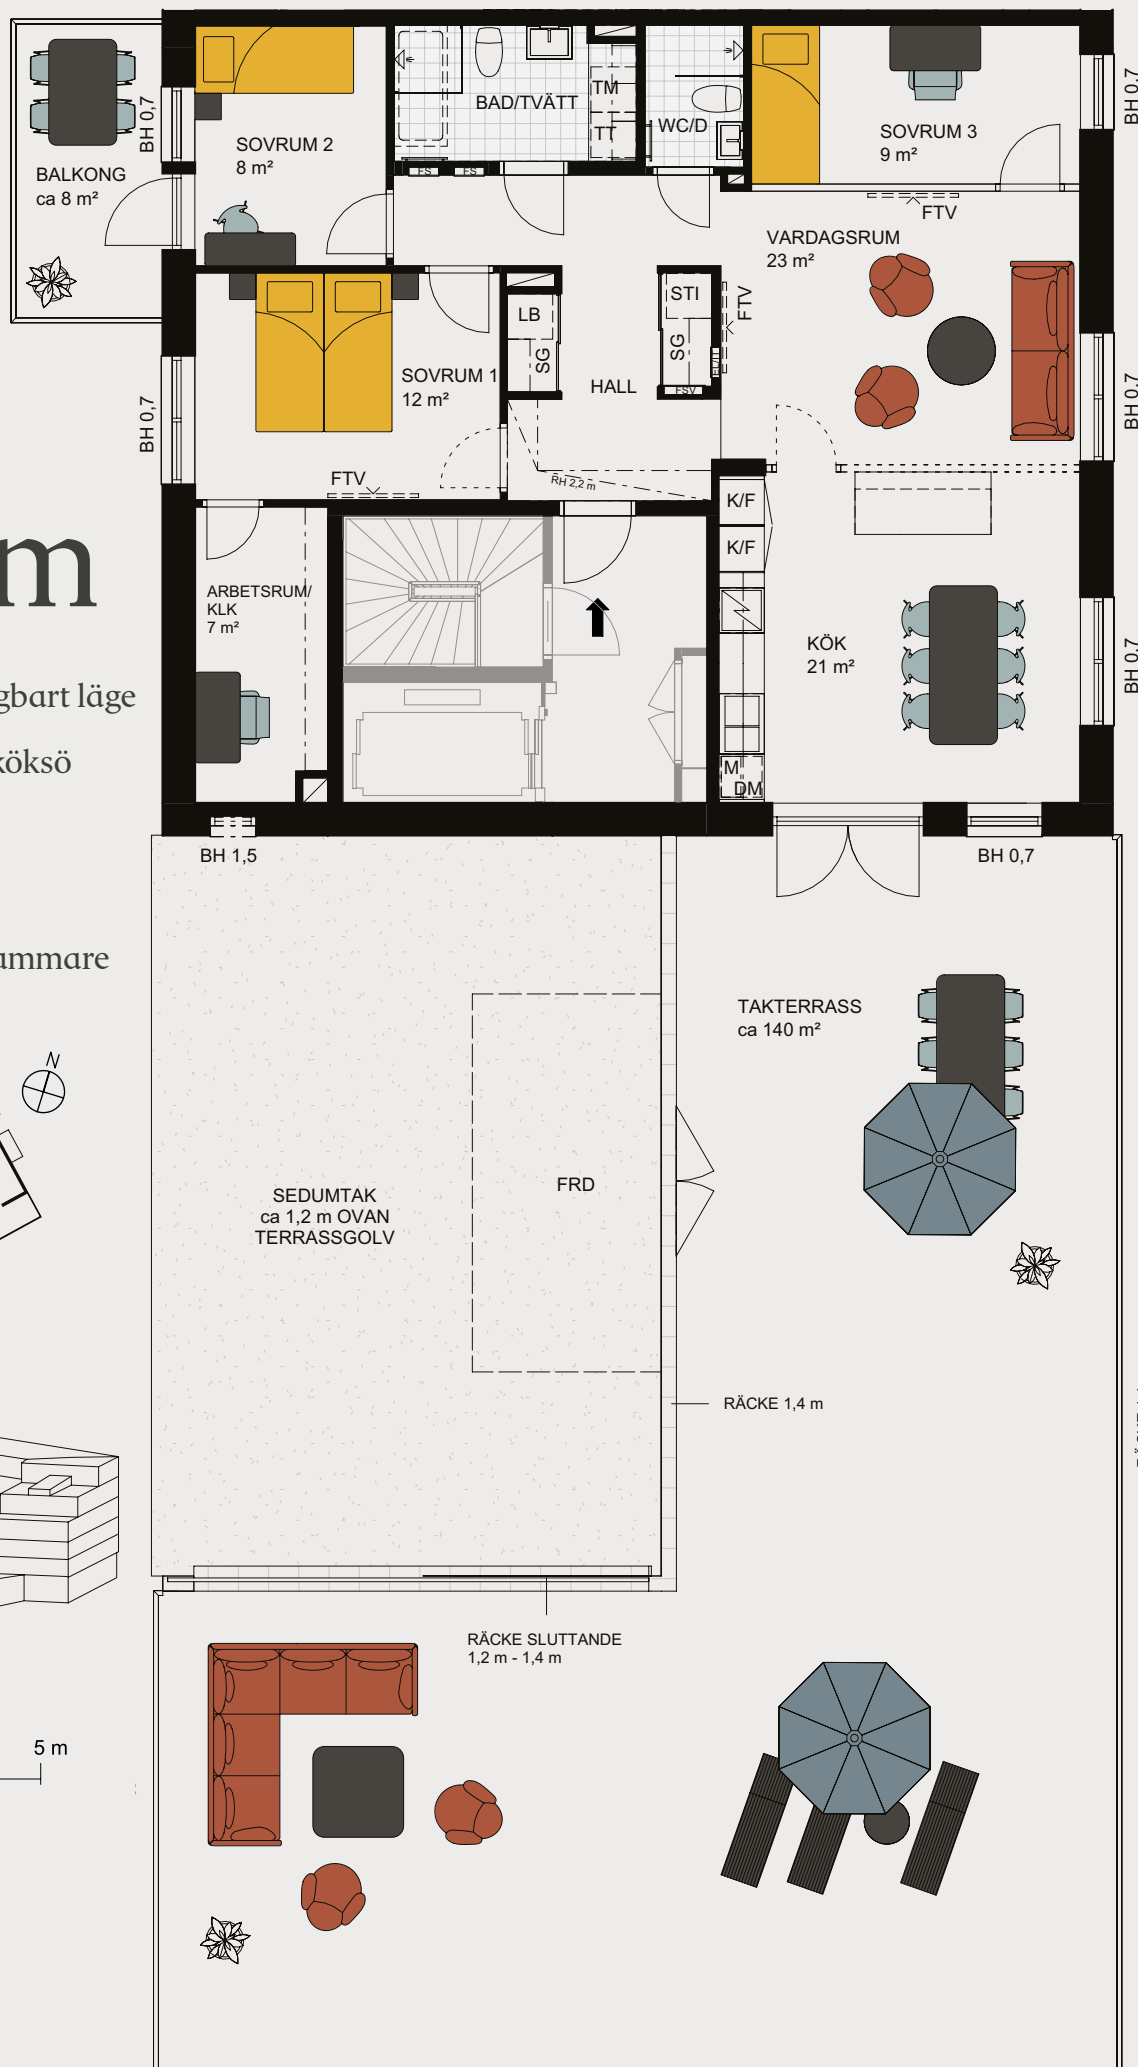 BALKONG
ca 8 m²
BH 0,7
SOVRUM 2
8 m²
BAD/TVÄTT
TM
TT
WC/D
SOVRUM 3
9 m²
BH 0,7
FS
FS
FTV
VARDAGSRUM
23 m²
FTV
LB
SG
STI
SG
FSV
HALL
SOVRUM 1
12 m²
BH 0,7
BH 0,7
FTV
RH 2,2 m
K/F
K/F
m
ARBETSRUM/
KLK
7 m²
KÖK
21 m²
BH 0,7
gbart läge
köksö
M
DM
BH 1,5
BH 0,7
ammare
TAKTERRASS
ca 140 m²
N
SEDUMTAK
ca 1,2 m OVAN
TERRASSGOLV
FRD
RÄCKE 1,4 m
RÄCKE SLUTTANDE
1,2 m - 1,4 m
5 m